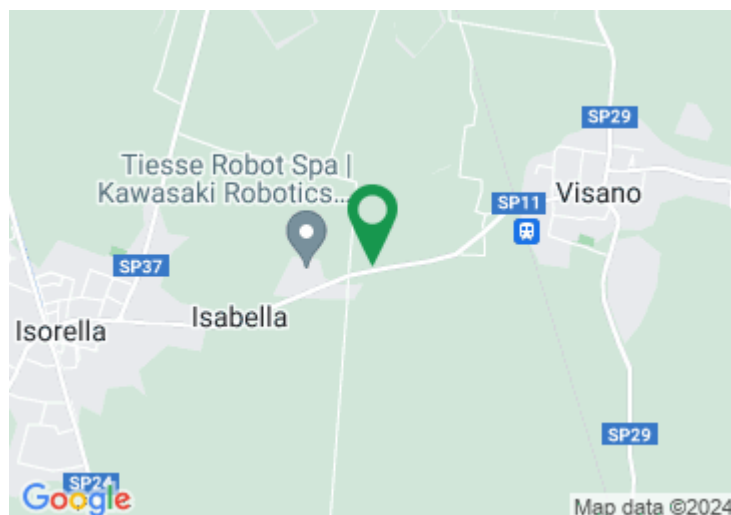 SP29
Tiesse Robot Spa |
Kawasaki Robotics...
SP11
Visano
SP37
Isabella
Isorella
SP29
SP24
Google
Map data ©2024